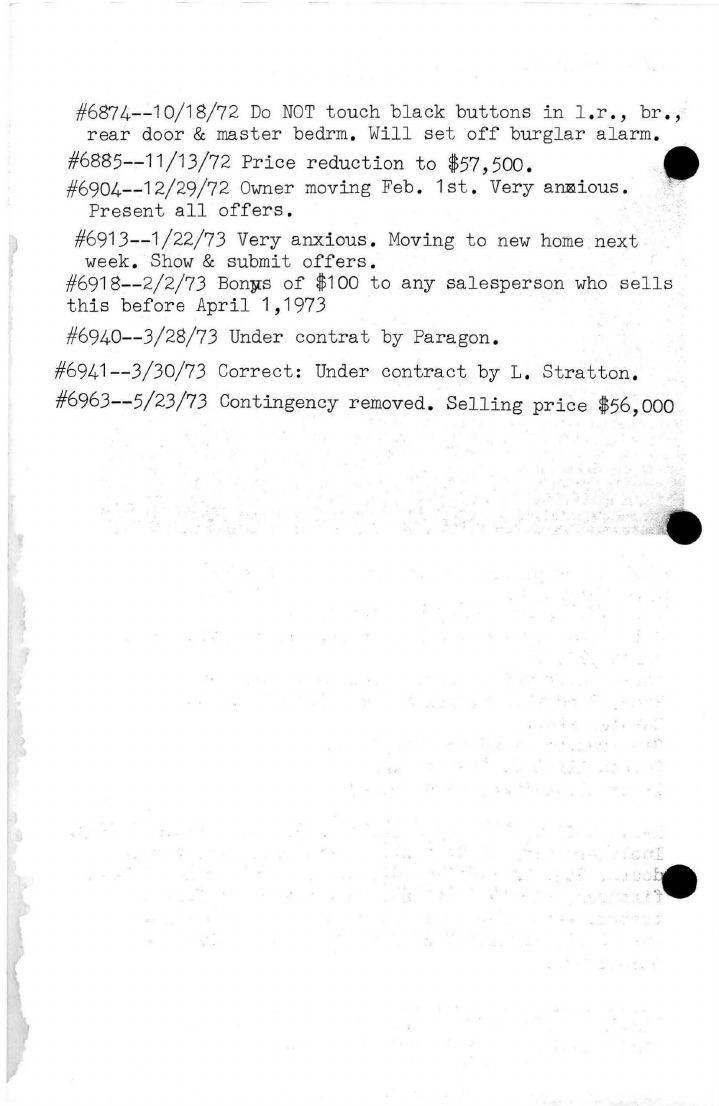 #6874--10/18/72 Do NOT touch black buttons in l.r., br.,
rear door & master bedrm. Will set off burglar alarm.
#6885--11/13/72 Price reduction to $57,500.
#6904--12/29/72 Owner moving Feb. 1st. Very anxious.
Present all offers.
#6913--1/22/73 Very anxious. Moving to new home next
week. Show & submit offers.
#6918--2/2/73 Bonus of $100 to any salesperson who sells
this before April 1,1973
#6940--3/28/73 Under contrat by Paragon.
#6941--3/30/73 Correct: Under contract by L. Stratton.
#6963--5/23/73 Contingency removed. Selling price $56,000